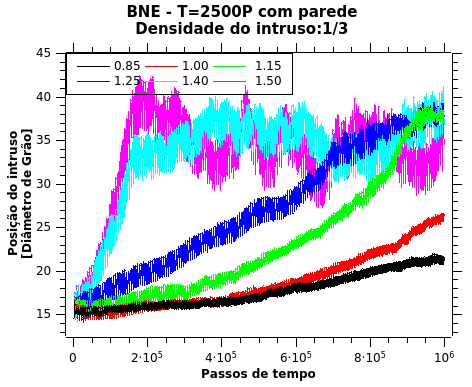 BNE - T=2500P com parede
Densidade do intruso:1/3
0.85 1.00 1.15
1.25 1.40 1.50
45
40
35
30
25
20
15
Posição do intruso
[Diâmetro de Grão]
0 2·10⁵ 4·10⁵ 6·10⁵ 8·10⁵ 10⁶
Passos de tempo